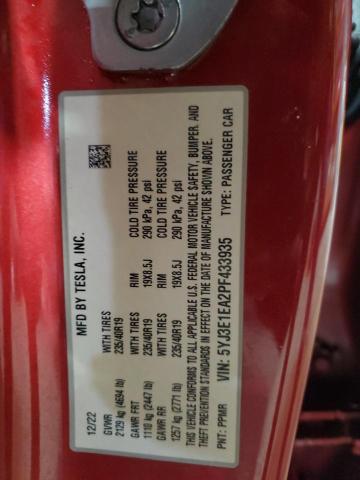 MFD BY TESLA, INC.
12/22
GVWR WITH TIRES RIM COLD TIRE PRESSURE
2129 kg (4694 lb) 235/40R19 19X8.5J 290 kPa, 42 psi
GAWR FRT WITH TIRES RIM COLD TIRE PRESSURE
1110 kg (2447 lb) 235/40R19 19X8.5J 290 kPa, 42 psi
GAWR RR
1257 kg (2771 lb)
THIS VEHICLE CONFORMS TO ALL APPLICABLE U.S. FEDERAL MOTOR VEHICLE SAFETY, BUMPER, AND
THEFT PREVENTION STANDARDS IN EFFECT ON THE DATE OF MANUFACTURE SHOWN ABOVE.
VIN: 5YJ3E1EA2PF433935 TYPE: PASSENGER CAR
PNT: PPMR